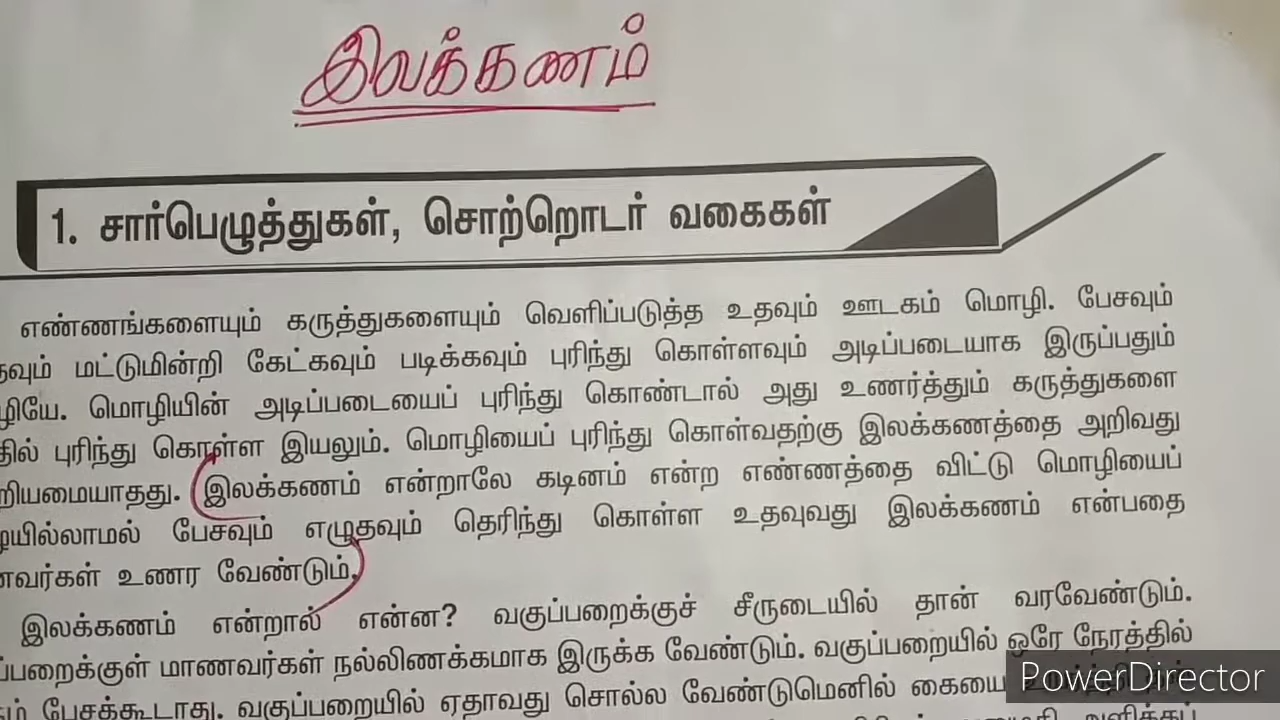 இலக்கணம்
1. சார்பெழுத்துகள், சொற்றொடர் வகைகள்
எண்ணங்களையும் கருத்துகளையும் வெளிப்படுத்த உதவும் ஊடகம் மொழி. பேசவும்
மட்டுமின்றி கேட்கவும் படிக்கவும் புரிந்து கொள்ளவும் அடிப்படையாக இருப்பதும்
மொழியின் அடிப்படையைப் புரிந்து கொண்டால் அது உணர்த்தும் கருத்துகளை
புரிந்து கொள்ள இயலும். மொழியைப் புரிந்து கொள்வதற்கு இலக்கணத்தை அறிவது
இலக்கணம் என்றாலே கடினம் என்ற எண்ணத்தை விட்டு மொழியைப்
பேசவும் எழுதவும் தெரிந்து கொள்ள உதவுவது இலக்கணம் என்பதை
உணர வேண்டும்.
இலக்கணம் என்றால் என்ன? வகுப்பறைக்குச் சீருடையில் தான் வரவேண்டும்.
மாணவர்கள் நல்லிணக்கமாக இருக்க வேண்டும். வகுப்பறையில் ஒரே நேரத்தில்
பேசக்கூடாது. வகுப்பறையில் ஏதாவது சொல்ல வேண்டுமெனில் கையை
PowerDirector